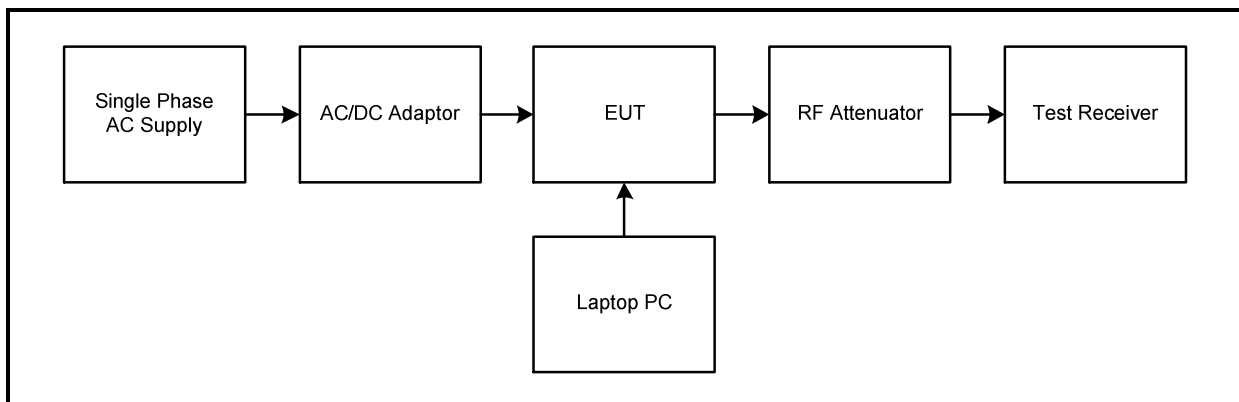 Single Phase
AC Supply
AC/DC Adaptor
EUT
RF Attenuator
Test Receiver
Laptop PC